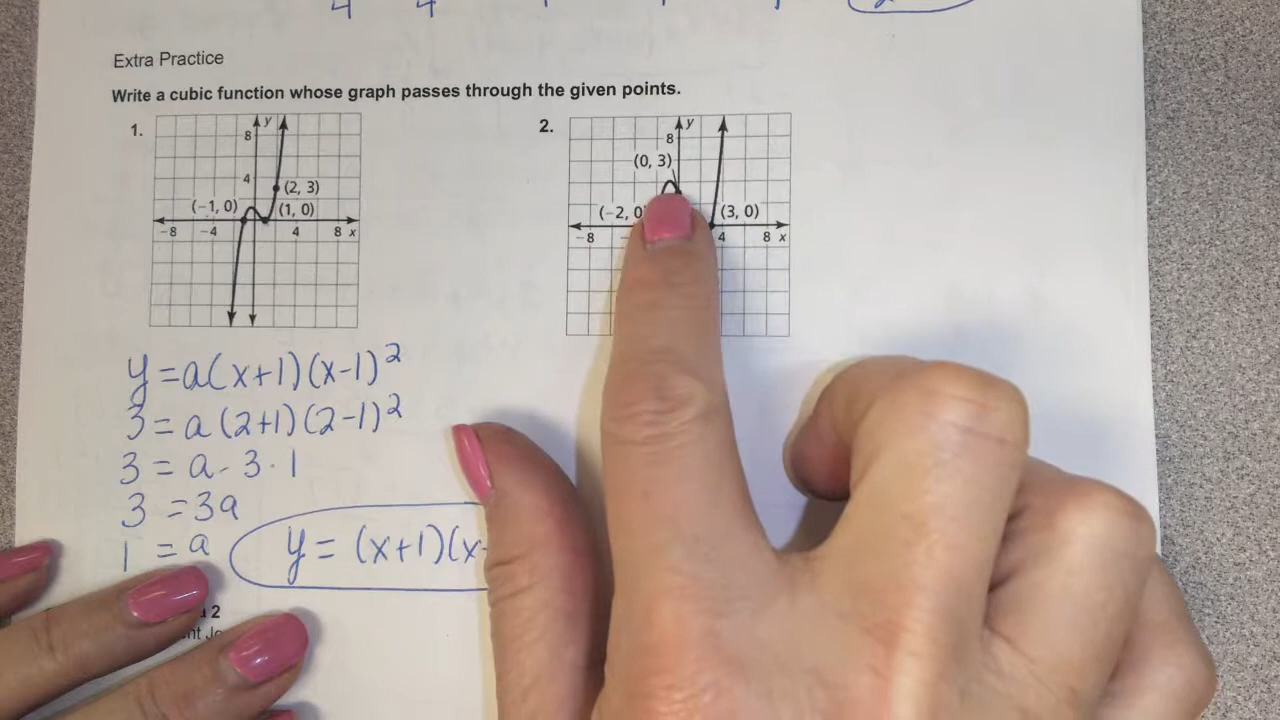 Extra Practice
Write a cubic function whose graph passes through the given points.
1.
y
8
4
(2, 3)
(−1, 0)
(1, 0)
−8 −4 4 8 x
2.
y
8
(0, 3)
(−2, 0
(3, 0)
−8 4 8 x
y = a(x+1)(x-1)²
3 = a(2+1)(2-1)²
3 = a · 3 · 1
3 = 3a
1 = a
y = (x+1)(x-
2